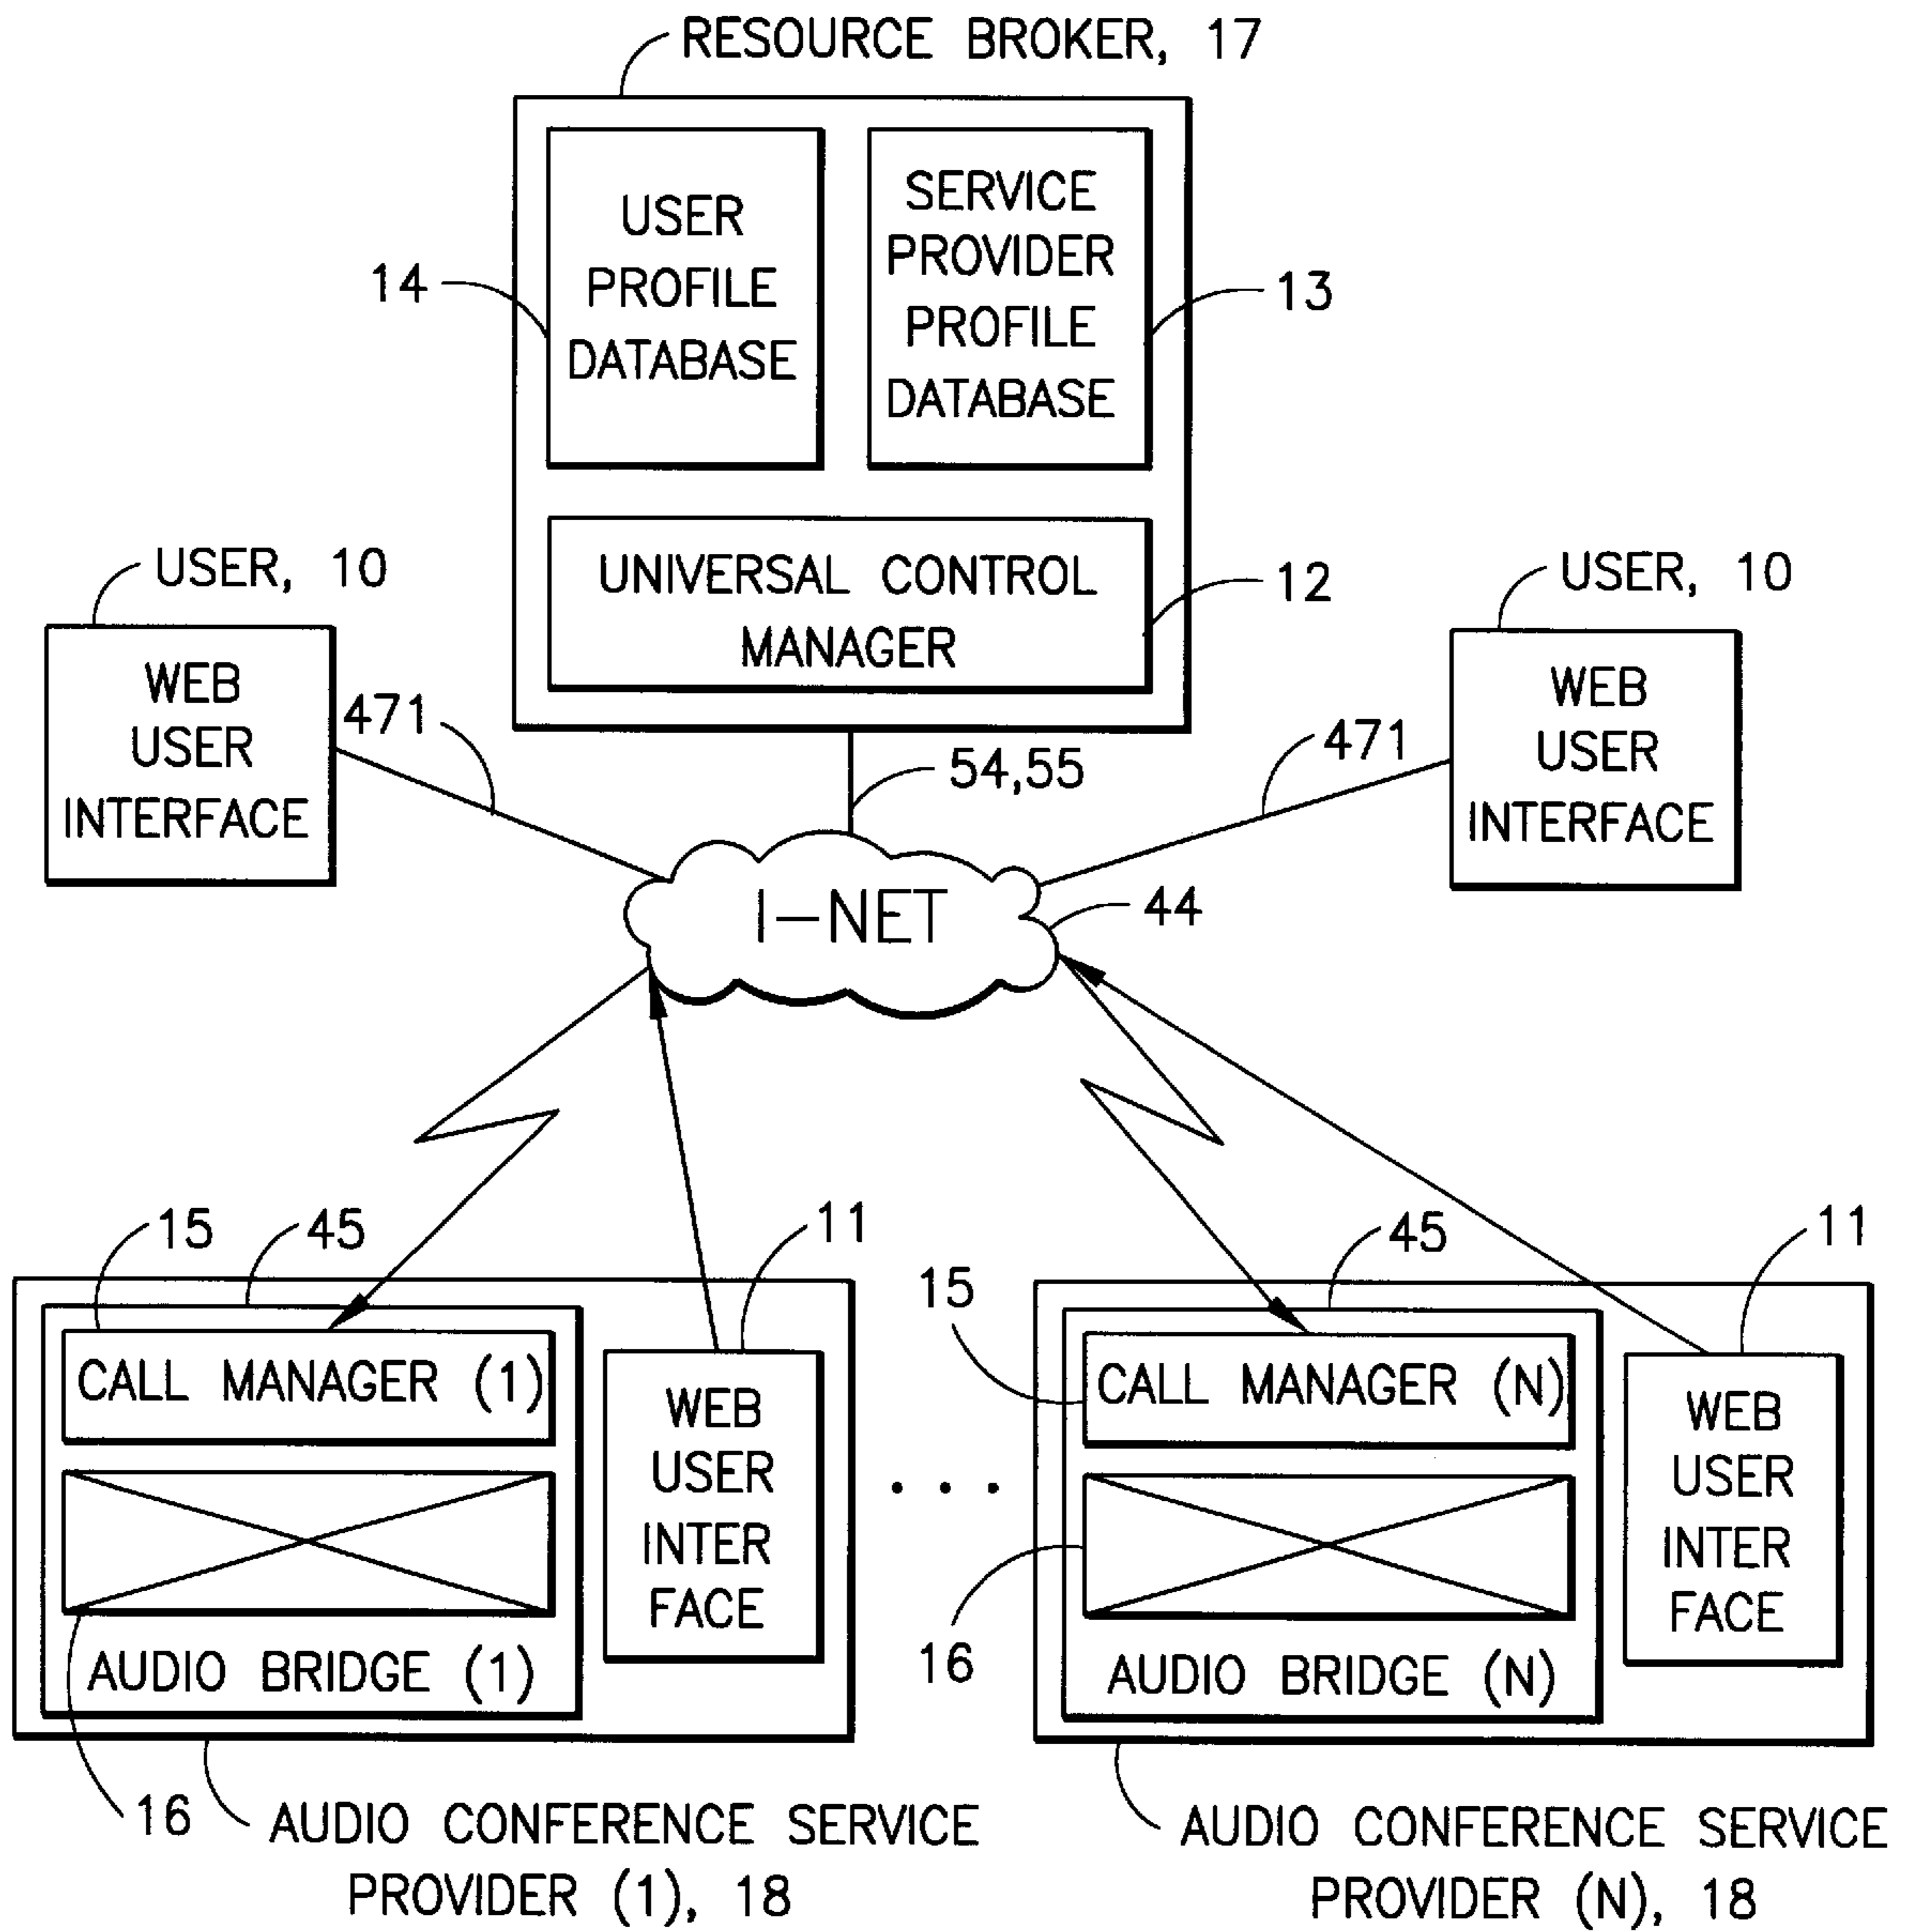 RESOURCE BROKER, 17
USER
PROFILE
DATABASE
SERVICE
PROVIDER
PROFILE
DATABASE
14
13
UNIVERSAL CONTROL
MANAGER
12
USER, 10
WEB
USER
INTERFACE
471
54,55
USER, 10
WEB
USER
INTERFACE
471
I-NET
44
15
45
11
CALL MANAGER (1)
WEB
USER
INTER
FACE
AUDIO BRIDGE (1)
16
AUDIO CONFERENCE SERVICE
PROVIDER (1), 18
. . .
15
45
11
CALL MANAGER (N)
WEB
USER
INTER
FACE
16
AUDIO BRIDGE (N)
AUDIO CONFERENCE SERVICE
PROVIDER (N), 18